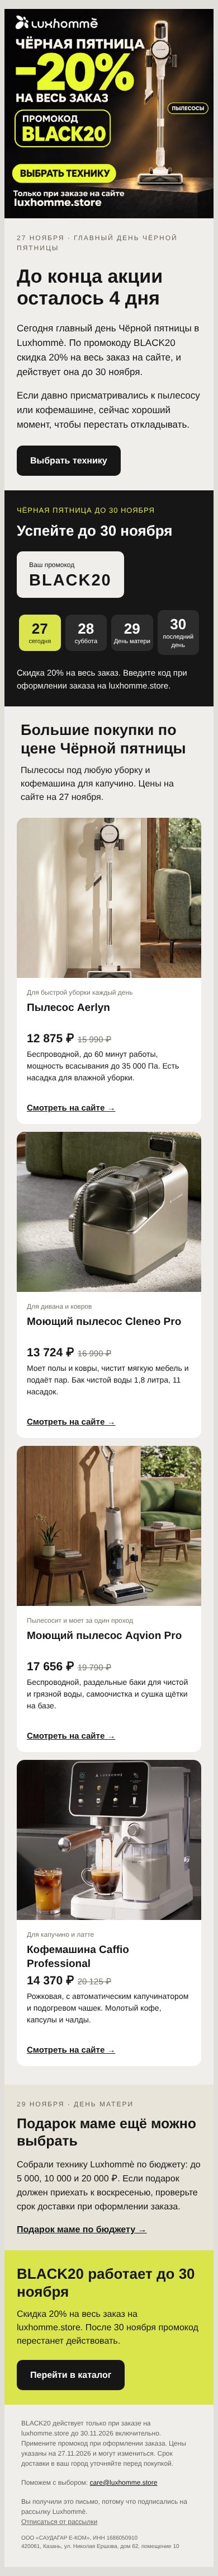 luxhommē
ЧЁРНАЯ ПЯТНИЦА
-20%
НА ВЕСЬ ЗАКАЗ
ПРОМОКОД
BLACK20
ПЫЛЕСОСЫ
ВЫБРАТЬ ТЕХНИКУ
Только при заказе на сайте
luxhomme.store
27 НОЯБРЯ · ГЛАВНЫЙ ДЕНЬ ЧЁРНОЙ
ПЯТНИЦЫ
До конца акции
осталось 4 дня
Сегодня главный день Чёрной пятницы в
Luxhommē. По промокоду BLACK20
скидка 20% на весь заказ на сайте, и
действует она до 30 ноября.
Если давно присматривались к пылесосу
или кофемашине, сейчас хороший
момент, чтобы перестать откладывать.
Выбрать технику
ЧЁРНАЯ ПЯТНИЦА ДО 30 НОЯБРЯ
Успейте до 30 ноября
Ваш промокод
BLACK20
27 28 29 30
сегодня суббота День матери последний
день
Скидка 20% на весь заказ. Введите код при
оформлении заказа на luxhomme.store.
Большие покупки по
цене Чёрной пятницы
Пылесосы под любую уборку и
кофемашина для капучино. Цены на
сайте на 27 ноября.
Для быстрой уборки каждый день
Пылесос Aerlyn
12 875 ₽ 15 990 ₽
Беспроводной, до 60 минут работы,
мощность всасывания до 35 000 Па. Есть
насадка для влажной уборки.
Смотреть на сайте →
Для дивана и ковров
Моющий пылесос Cleneo Pro
13 724 ₽ 16 990 ₽
Моет полы и ковры, чистит мягкую мебель и
подаёт пар. Бак чистой воды 1,8 литра, 11
насадок.
Смотреть на сайте →
Пылесосит и моет за один проход
Моющий пылесос Aqvion Pro
17 656 ₽ 19 790 ₽
Беспроводной, раздельные баки для чистой
и грязной воды, самоочистка и сушка щётки
на базе.
Смотреть на сайте →
Для капучино и латте
Кофемашина Caffio
Professional
14 370 ₽ 20 125 ₽
Рожковая, с автоматическим капучинатором
и подогревом чашек. Молотый кофе,
капсулы и чалды.
Смотреть на сайте →
29 НОЯБРЯ · ДЕНЬ МАТЕРИ
Подарок маме ещё можно
выбрать
Собрали технику Luxhommē по бюджету: до
5 000, 10 000 и 20 000 ₽. Если подарок
должен приехать к воскресенью, проверьте
срок доставки при оформлении заказа.
Подарок маме по бюджету →
BLACK20 работает до 30
ноября
Скидка 20% на весь заказ на
luxhomme.store. После 30 ноября промокод
перестанет действовать.
Перейти в каталог
BLACK20 действует только при заказе на
luxhomme.store до 30.11.2026 включительно.
Примените промокод при оформлении заказа. Цены
указаны на 27.11.2026 и могут измениться. Срок
доставки в ваш город уточняйте перед покупкой.
Поможем с выбором: care@luxhomme.store
Вы получили это письмо, потому что подписались на
рассылку Luxhommē.
Отписаться от рассылки
ООО «САУДАГАР Е-КОМ», ИНН 1686050910
420061, Казань, ул. Николая Ершова, дом 62, помещение 10